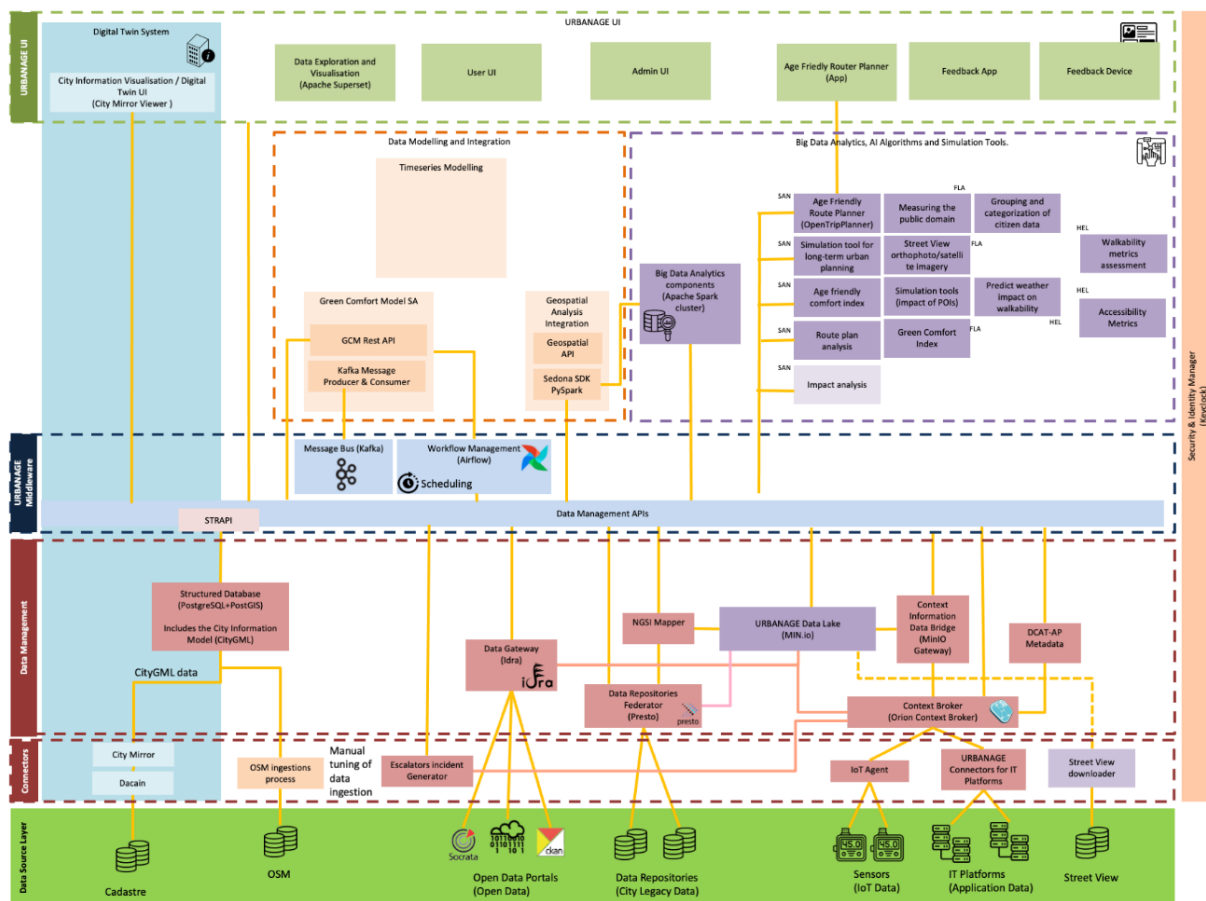 URBANAGE UI
Digital Twin System
City Information Visualisation / Digital
Twin UI
(City Mirror Viewer )
URBANAGE UI
Data Exploration and
Visualisation
(Apache Superset)
User UI
Admin UI
Age Friedly Router Planner
(App)
Feedback App
Feedback Device
Data Modelling and Integration
Timeseries Modelling
Green Comfort Model SA
GCM Rest API
Kafka Message
Producer & Consumer
Geospatial
Analysis
Integration
Geospatial
API
Sedona SDK
PySpark
Big Data Analytics, AI Algorithms and Simulation Tools.
Big Data Analytics
components
(Apache Spark
cluster)
SAN
Age Friendly
Route Planner
(OpenTripPlanner)
Measuring the
public domain
FLA
Grouping and
categorization of
citizen data
SAN
Simulation tool for
long-term urban
planning
Street View
orthophoto/satelli
te imagery
FLA
HEL
Walkability
metrics
assessment
SAN
Age friendly
comfort index
Simulation tools
(impact of POIs)
Predict weather
impact on
walkability
HEL
Accessibility
Metrics
SAN
Route plan
analysis
Green Comfort
Index
FLA
HEL
SAN
Impact analysis
Security & Identity Manager
(Keyclock)
URBANAGE
Middleware
Message Bus (Kafka)
Workflow Management
(Airflow)
Scheduling
STRAPI
Data Management APIs
Data Management
Structured Database
(PostgreSQL+PostGIS)
Includes the City Information
Model (CityGML)
CityGML data
Data Gateway
(Idra)
idra
NGSI Mapper
Data Repositories
Federator
(Presto)
presto
URBANAGE Data Lake
(MIN.io)
Context
Information
Data Bridge
(MinIO
Gateway)
DCAT-AP
Metadata
Context Broker
(Orion Context Broker)
Connectors
City Mirror
Dacain
OSM ingestions
process
Manual
tuning of
data
ingestion
Escalators incident
Generator
IoT Agent
URBANAGE
Connectors for IT
Platforms
Street View
downloader
Data Source Layer
Cadastre
OSM
Socrata
ckan
Open Data Portals
(Open Data)
Data Repositories
(City Legacy Data)
45.0
45.0
Sensors
(IoT Data)
IT Platforms
(Application Data)
Street View